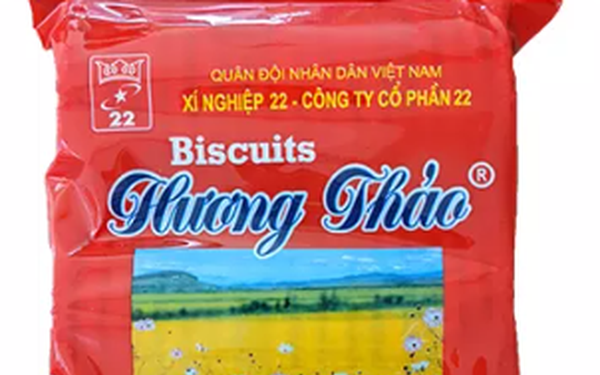 QUÂN ĐỘI NHÂN DÂN VIỆT NAM
XÍ NGHIỆP 22 - CÔNG TY CỔ PHẦN 22
22
Biscuits
Hương Thảo ®